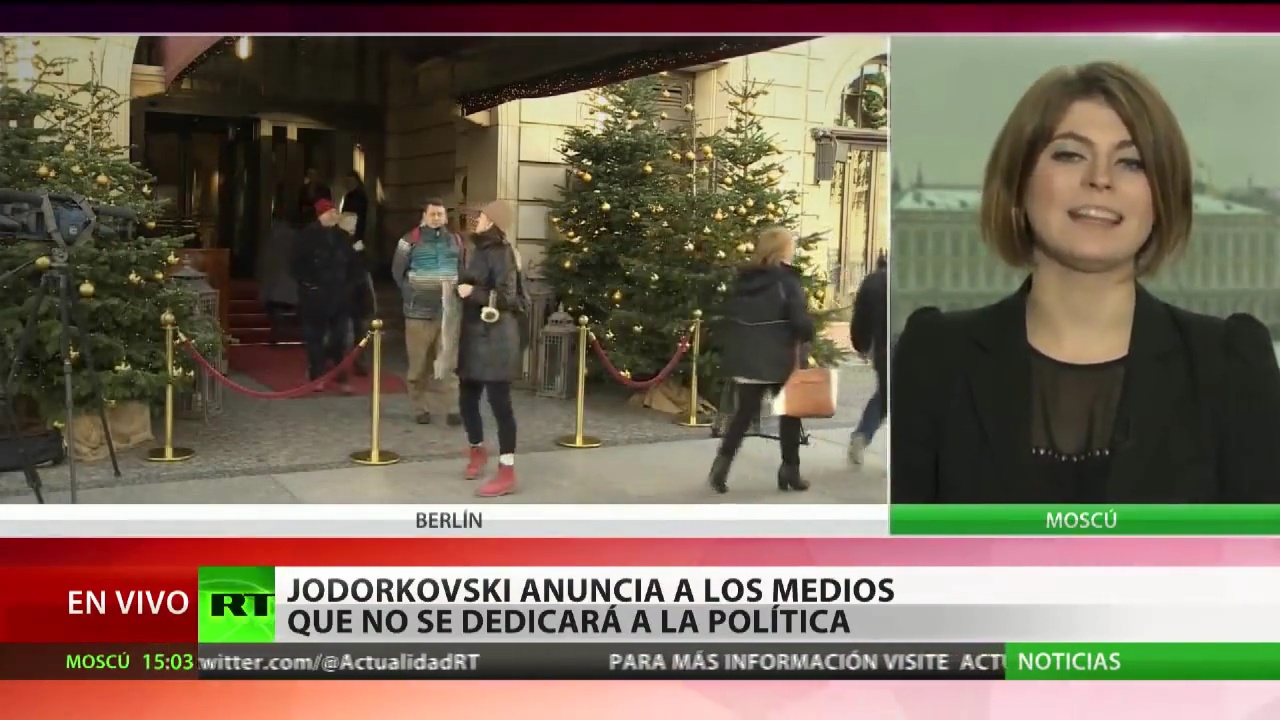 BERLÍN
MOSCÚ
EN VIVO
RT
JODORKOVSKI ANUNCIA A LOS MEDIOS
QUE NO SE DEDICARÁ A LA POLÍTICA
MOSCÚ 15:03
witter.com/@ActualidadRT PARA MÁS INFORMACIÓN VISITE ACTU
NOTICIAS